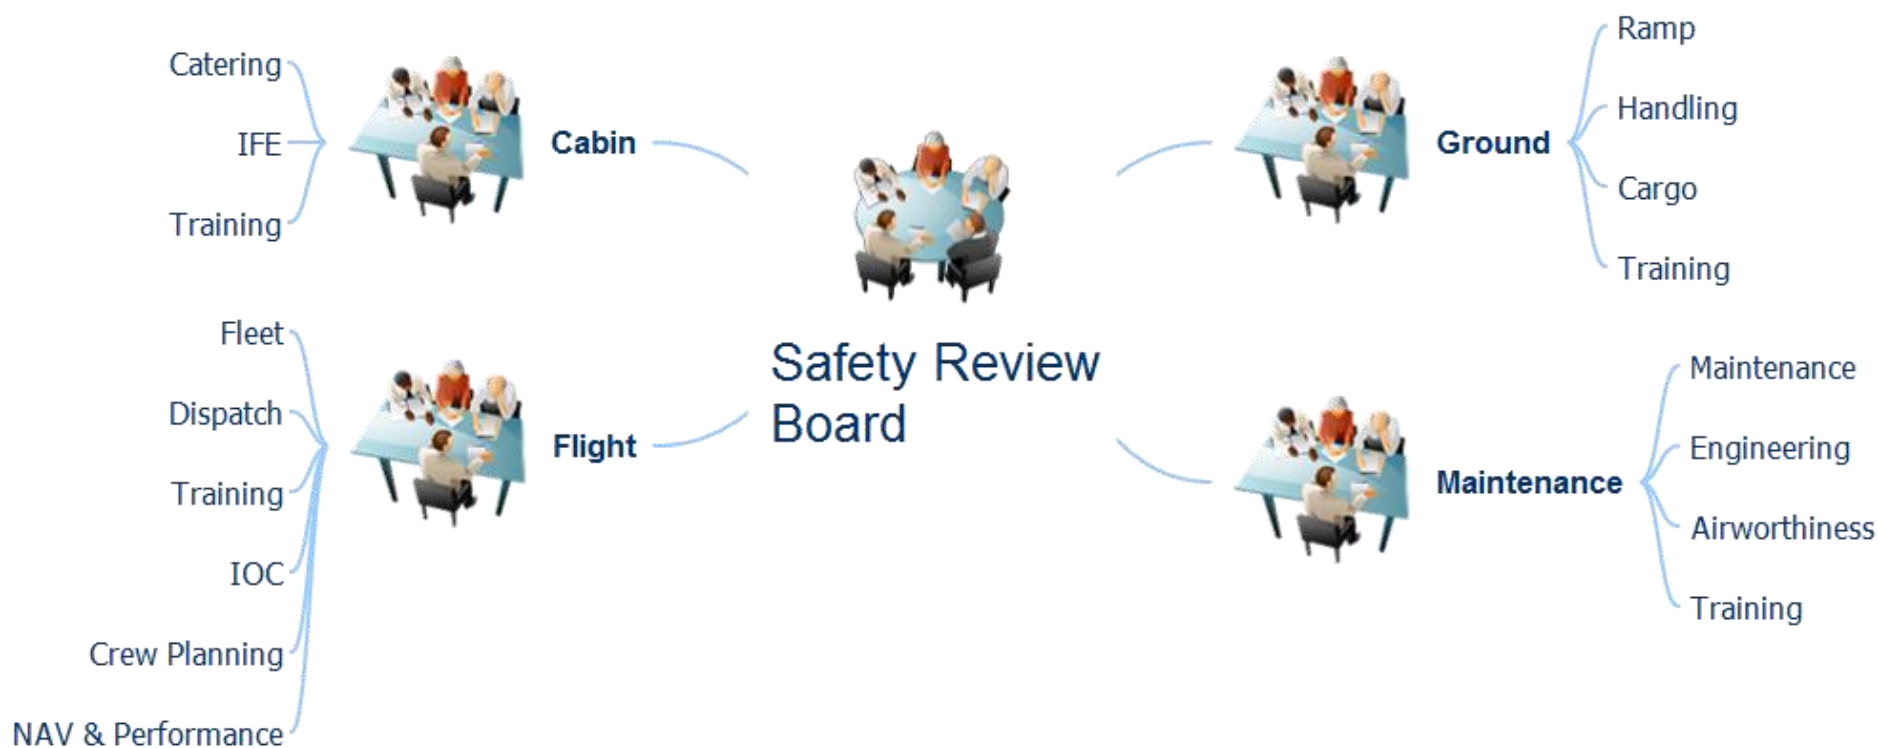 Catering
IFE
Training
Cabin
Fleet
Dispatch
Training
IOC
Crew Planning
NAV & Performance
Flight
Safety Review
Board
Ground
Ramp
Handling
Cargo
Training
Maintenance
Maintenance
Engineering
Airworthiness
Training